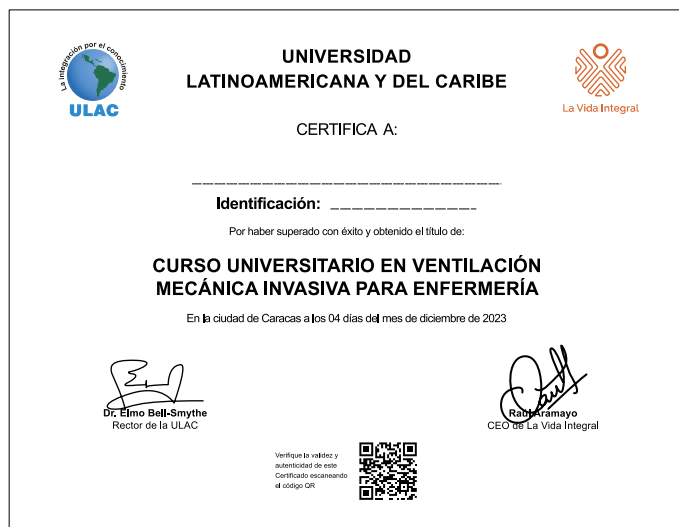 La integración por el conocimiento
ULAC
UNIVERSIDAD
LATINOAMERICANA Y DEL CARIBE
La Vida Integral
CERTIFICA A:
Identificación:
Por haber superado con éxito y obtenido el título de:
CURSO UNIVERSITARIO EN VENTILACIÓN
MECÁNICA INVASIVA PARA ENFERMERÍA
En la ciudad de Caracas a los 04 días del mes de diciembre de 2023
Dr. Elmo Bell-Smythe
Rector de la ULAC
Raúl Aramayo
CEO de La Vida Integral
Verifique la validez y
autenticidad de este
Certificado escaneando
el código QR